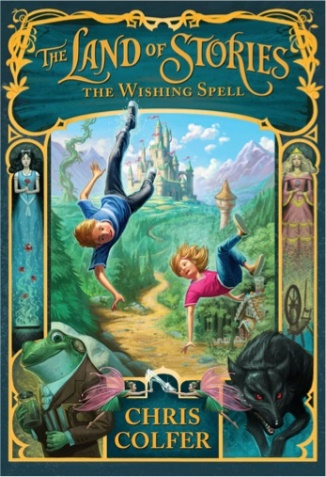 THE LAND OF STORIES
THE WISHING SPELL
CHRIS
COLFER